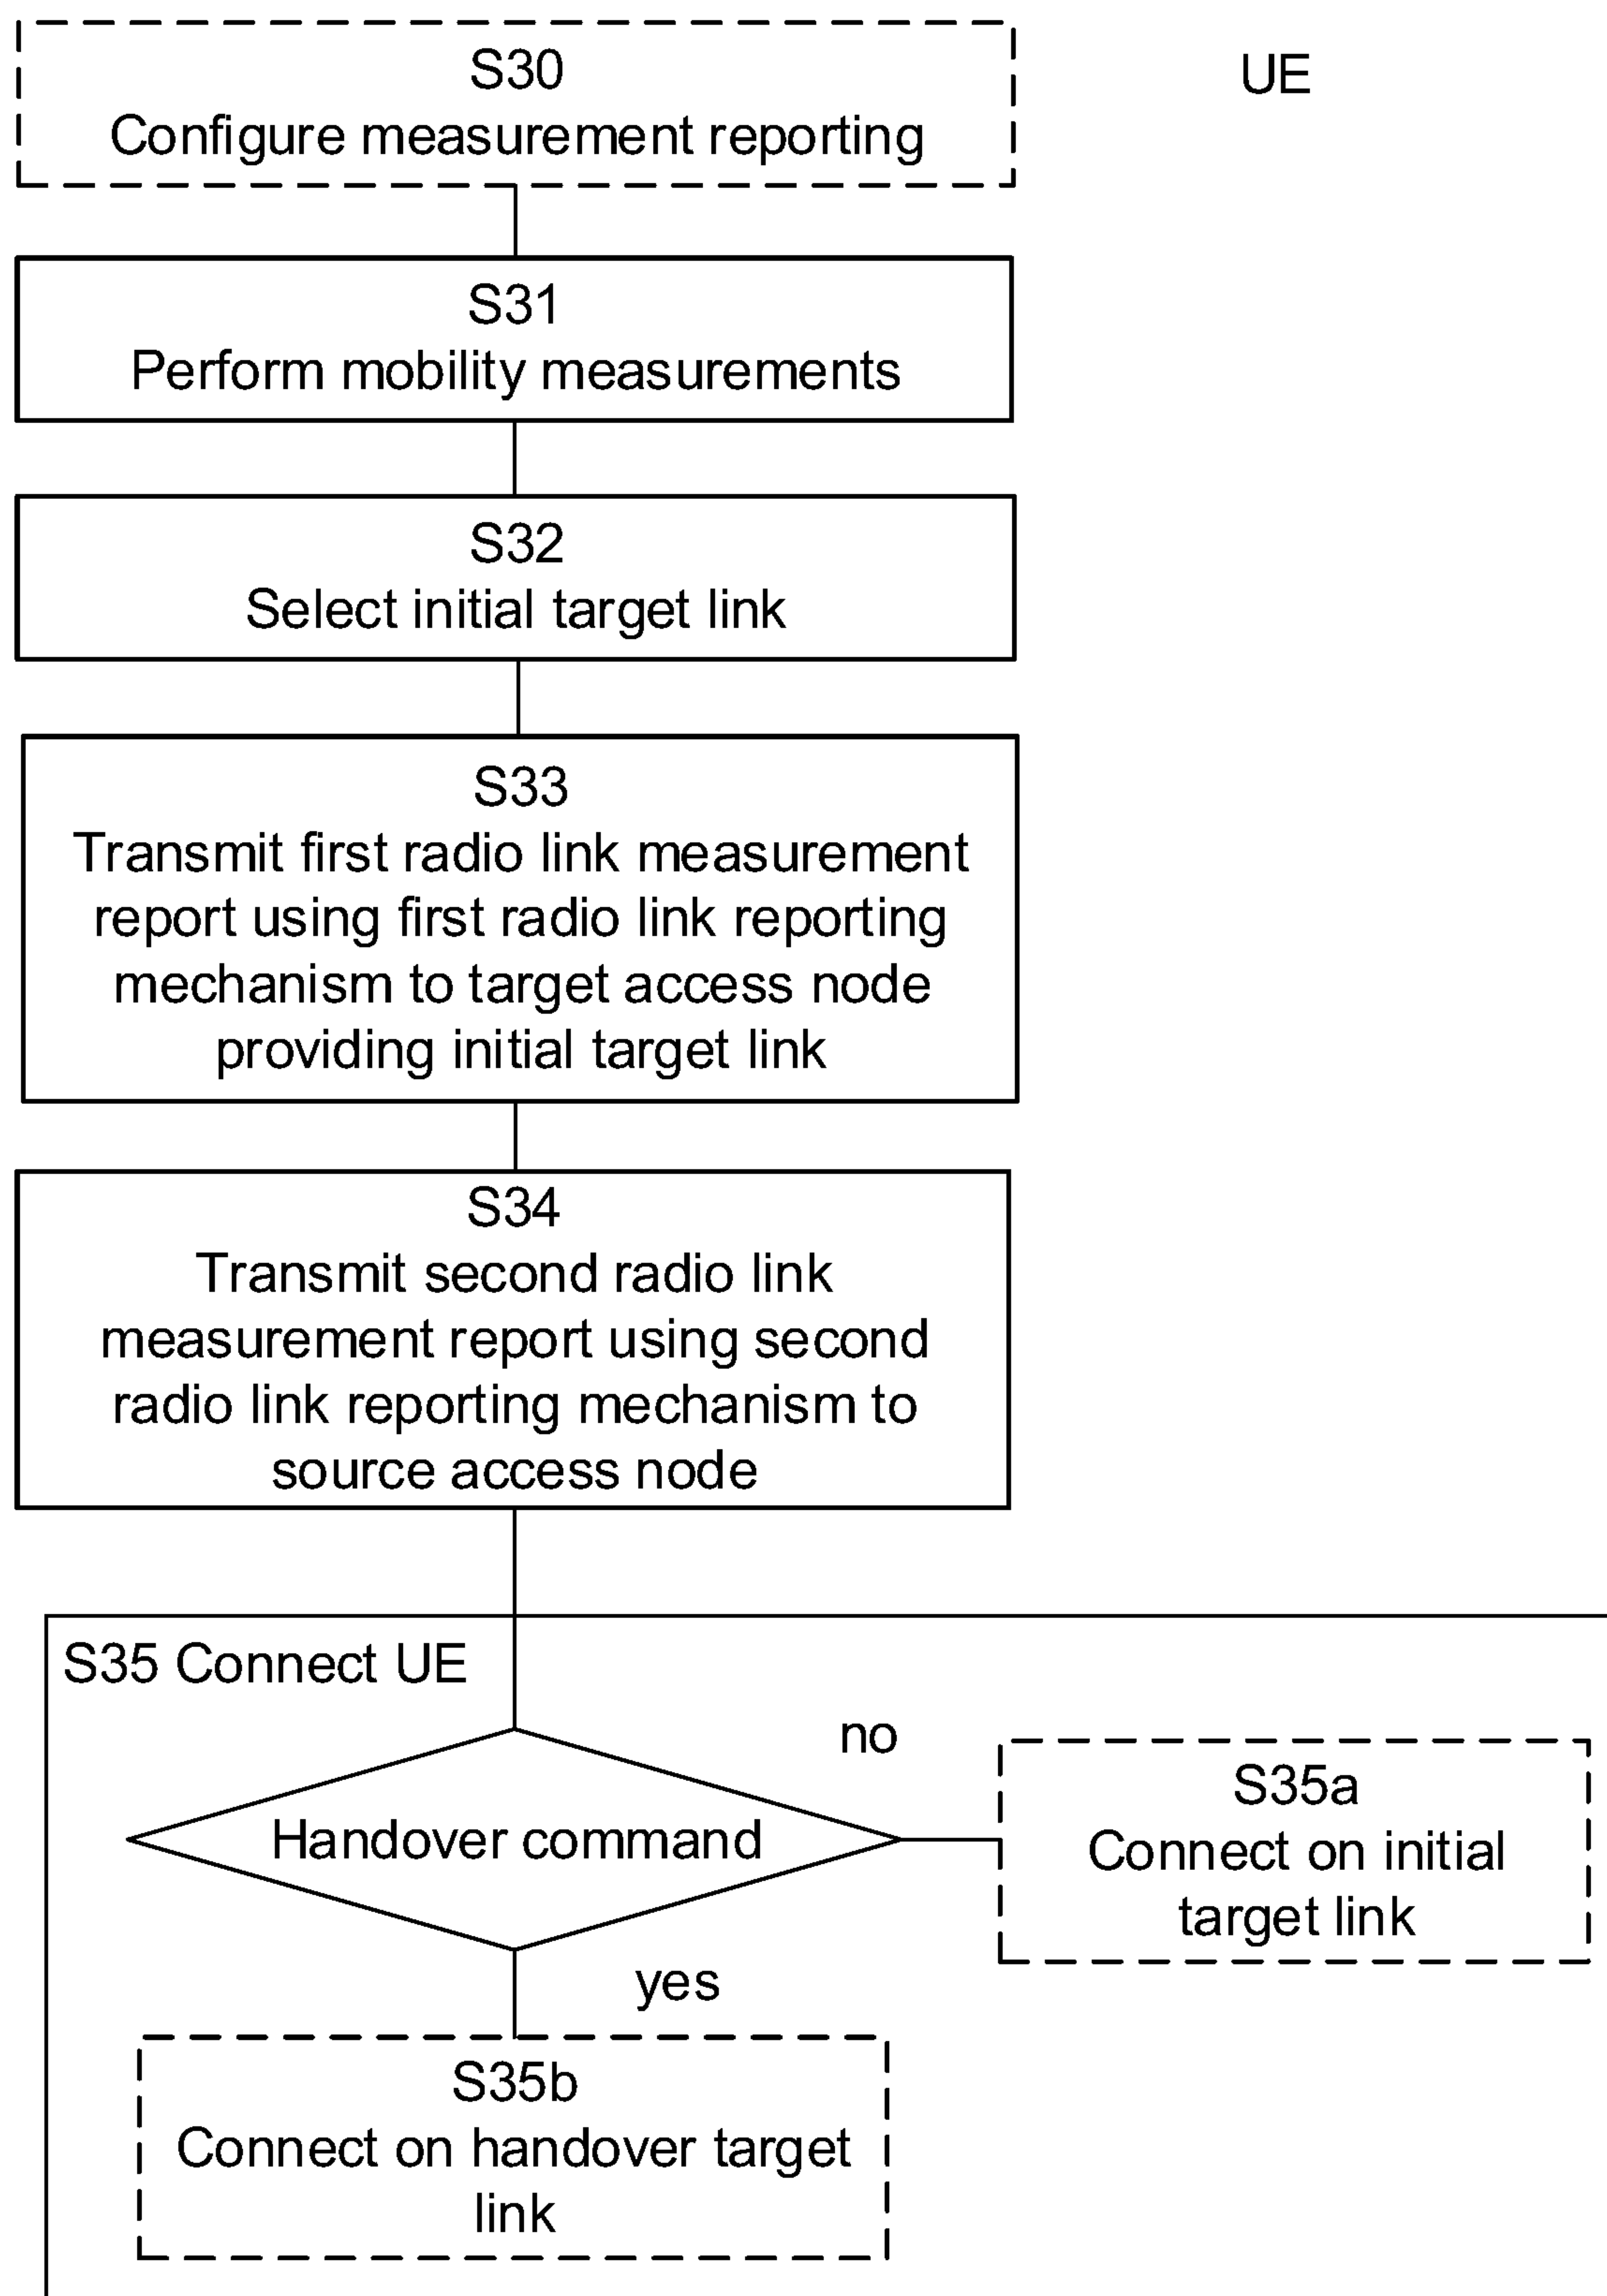 S30
Configure measurement reporting
UE
S31
Perform mobility measurements
S32
Select initial target link
S33
Transmit first radio link measurement
report using first radio link reporting
mechanism to target access node
providing initial target link
S34
Transmit second radio link
measurement report using second
radio link reporting mechanism to
source access node
S35 Connect UE
no
Handover command
S35a
Connect on initial
target link
yes
S35b
Connect on handover target
link